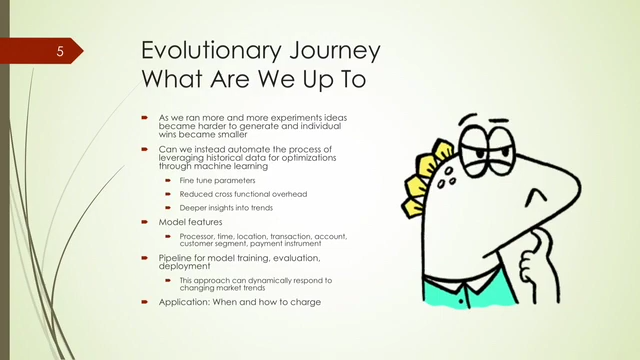 5
Evolutionary Journey
What Are We Up To
As we ran more and more experiments ideas
became harder to generate and individual
wins became smaller
Can we instead automate the process of
leveraging historical data for optimizations
through machine learning
Fine tune parameters
Reduced cross functional overhead
Deeper insights into trends
Model features
Processor, time, location, transaction, account,
customer segment, payment instrument
Pipeline for model training, evaluation,
deployment
This approach can dynamically respond to
changing market trends
Application: When and how to charge